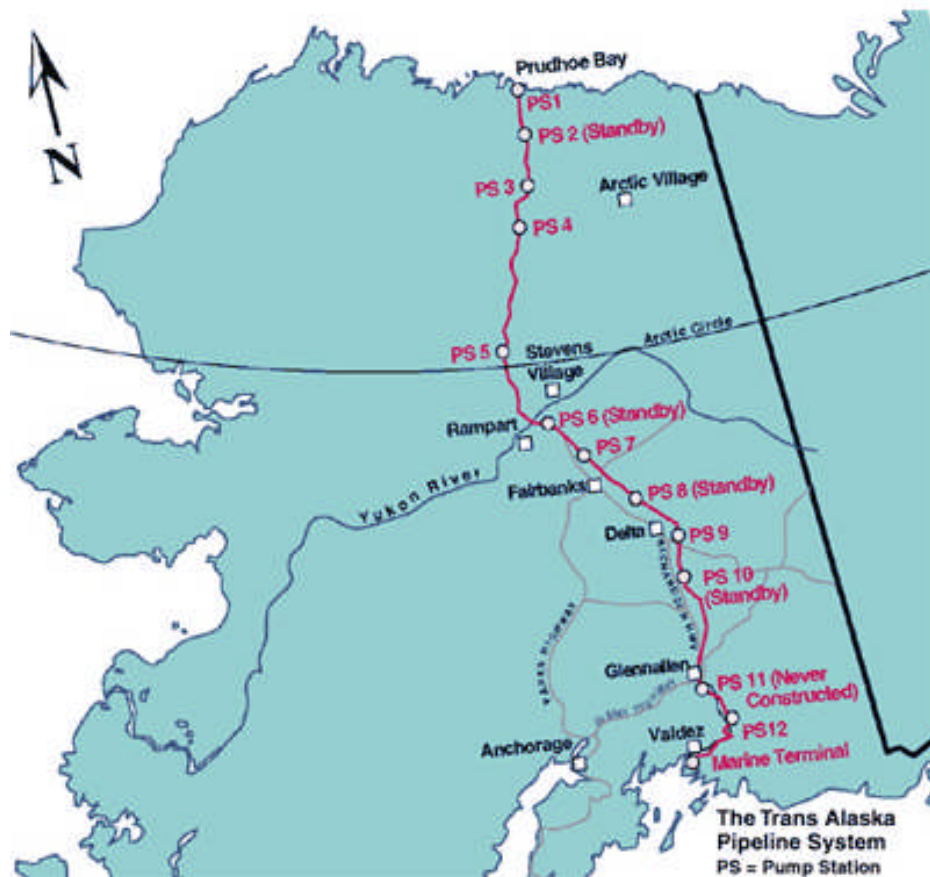 Prudhoe Bay
PS1
PS 2 (Standby)
PS 3
Arctic Village
PS 4
Arctic Circle
PS 5
Stevens
Village
PS 6 (Standby)
Rampart
PS 7
Yukon River
Fairbanks
PS 8 (Standby)
Delta
PS 9
RICHARDSON HWY
PS 10
(Standby)
PARKS HIGHWAY
Glennallen
PS 11 (Never
Constructed)
PS12
Valdez
Anchorage
Marine Terminal
The Trans Alaska
Pipeline System
PS = Pump Station
N